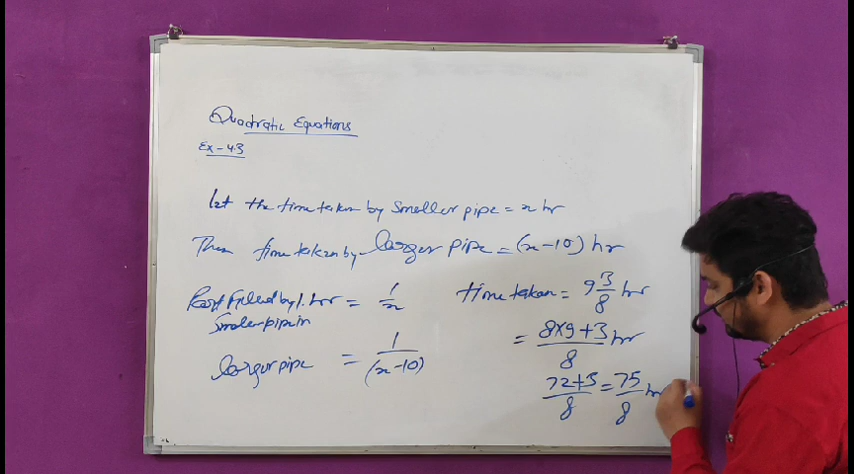 Quadratic Equations
Ex-4.3
Let the time taken by Smaller pipe = x hr
Then time taken by larger pipe = (x-10) hr
Part Filled by 1 hr = 1/x
Smaller pipe in
larger pipe = 1/(x-10)
time taken = 9 3/8 hr
= 8×9+3/8 hr
72+3/8 = 75/8 hr